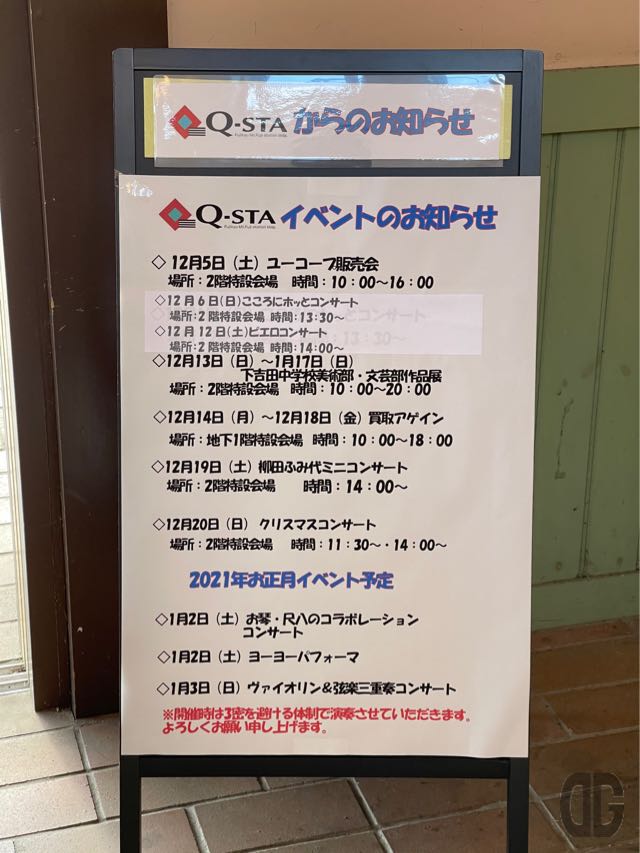 Q-STAからのお知らせ
Fujikyu Mt.Fuji station bldg.
Q-STA イベントのお知らせ
Fujikyu Mt.Fuji station bldg.
◇ 12月5日（土）ユーコープ販売会
場所：2階特設会場　時間：10：00～16：00
◇12月6日(日)こころにホッとコンサート
場所:2階特設会場 時間:13:30～
◇12月12日(土)ピエロコンサート
場所:2階特設会場 時間:14:00～
◇12月13日（日）～1月17日（日）
下吉田中学校美術部・文芸部作品展
場所：2階特設会場　時間：10：00～20：00
◇12月14日（月）～12月18日（金）買取アゲイン
場所：地下1階特設会場　時間：10：00～18：00
◇12月19日（土）柳田ふみ代ミニコンサート
場所：2階特設会場　　時間：14：00～
◇12月20日（日） クリスマスコンサート
場所：2階特設会場　時間：11：30～・14：00～
2021年お正月イベント予定
◇1月2日（土）お琴・尺八のコラボレーション
コンサート
◇1月2日（土）ヨーヨーパフォーマ
◇1月3日（日）ヴァイオリン＆弦楽三重奏コンサート
※開催時は3密を避ける体制で演奏させていただきます。
よろしくお願い申し上げます。
DG